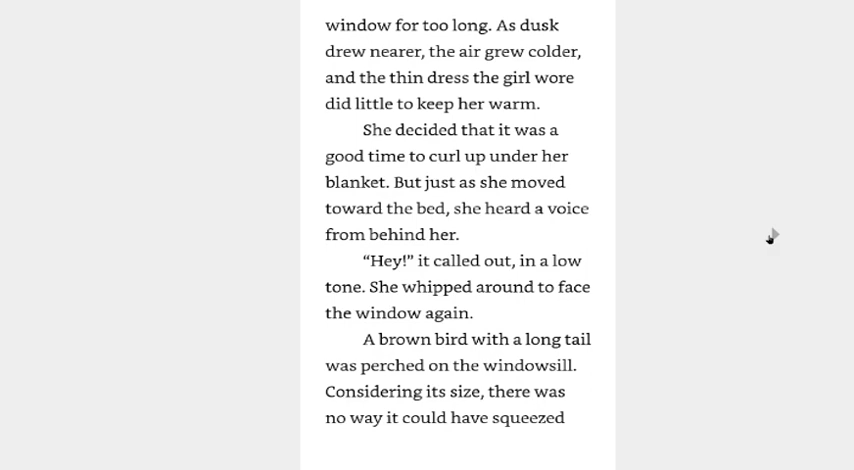 window for too long. As dusk
drew nearer, the air grew colder,
and the thin dress the girl wore
did little to keep her warm.
She decided that it was a
good time to curl up under her
blanket. But just as she moved
toward the bed, she heard a voice
from behind her.
“Hey!” it called out, in a low
tone. She whipped around to face
the window again.
A brown bird with a long tail
was perched on the windowsill.
Considering its size, there was
no way it could have squeezed